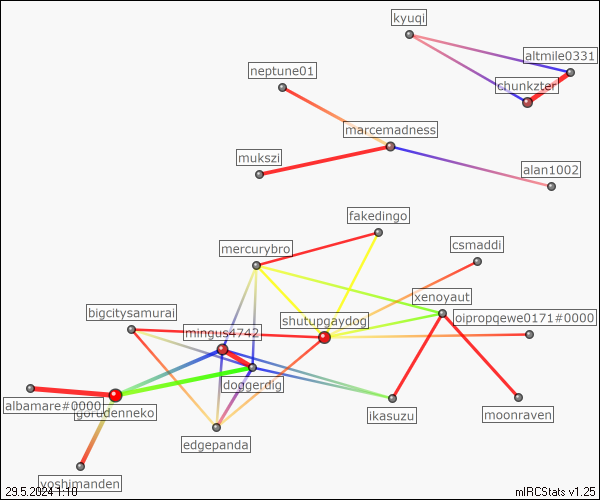 kyuqi
altmile0331
neptune01
chunkzter
marcemadness
mukszi
alan1002
fakedingo
mercurybro
csmaddi
xenoyaut
bigcitysamurai
shutupgaydog
oipropqewe0171#0000
mingus4742
doggerdig
albamare#0000
gorudenneko
ikasuzu
moonraven
edgepanda
yoshimanden
29.5.2024 1:10
mIRCStats v1.25